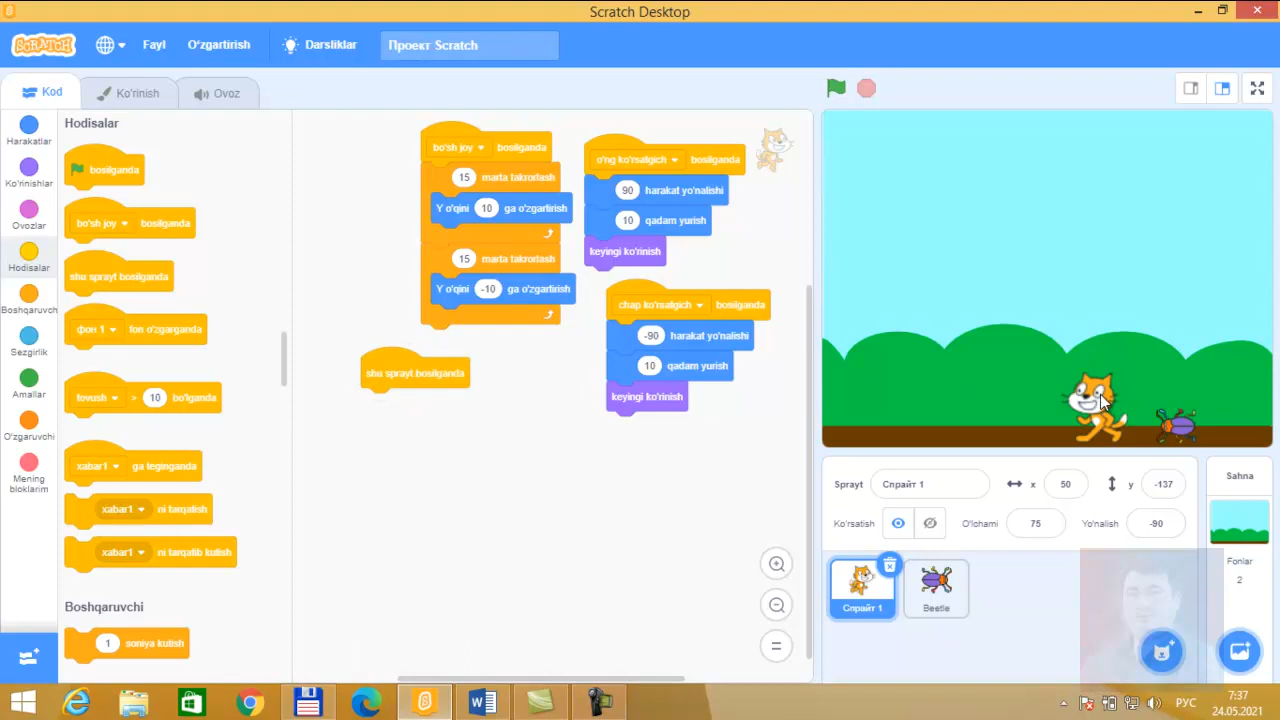 Scratch Desktop
SCRATCH
Fayl
O'zgartirish
Darsliklar
Проект Scratch
Kod
Ko'rinish
Ovoz
Harakatlar
Ko'rinishlar
Ovozlar
Hodisalar
Boshqaruvchi
Sezgirlik
Amallar
O'zgaruvchi
Mening
bloklarim
Hodisalar
bosilganda
bo'sh joy bosilganda
shu sprayt bosilganda
фон 1 fon o'zgarganda
tovush > 10 bo'lganda
xabar1 ga teginganda
xabar1 ni tarqatish
xabar1 ni tarqatib kutish
Boshqaruvchi
1 soniya kutish
bo'sh joy bosilganda
15 marta takrorlash
Y o'qini 10 ga o'zgartirish
15 marta takrorlash
Y o'qini -10 ga o'zgartirish
shu sprayt bosilganda
o'ng ko'rsatgich bosilganda
90 harakat yo'nalishi
10 qadam yurish
keyingi ko'rinish
chap ko'rsatgich bosilganda
-90 harakat yo'nalishi
10 qadam yurish
keyingi ko'rinish
Sprayt Спрайт 1 x 50 y -137
Ko'rsatish O'lchami 75 Yo'nalish -90
Спрайт 1
Beetle
Sahna
Fonlar
2
РУС
7:37
24.05.2021